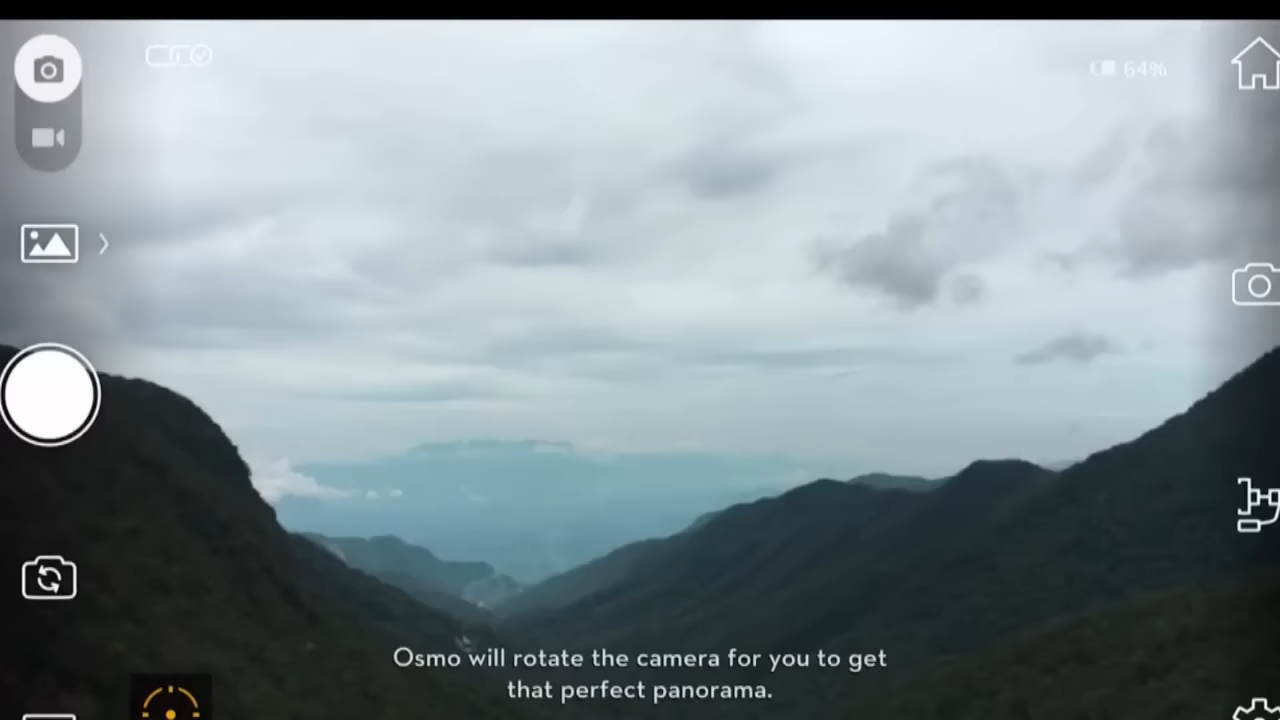 64%
Osmo will rotate the camera for you to get
that perfect panorama.